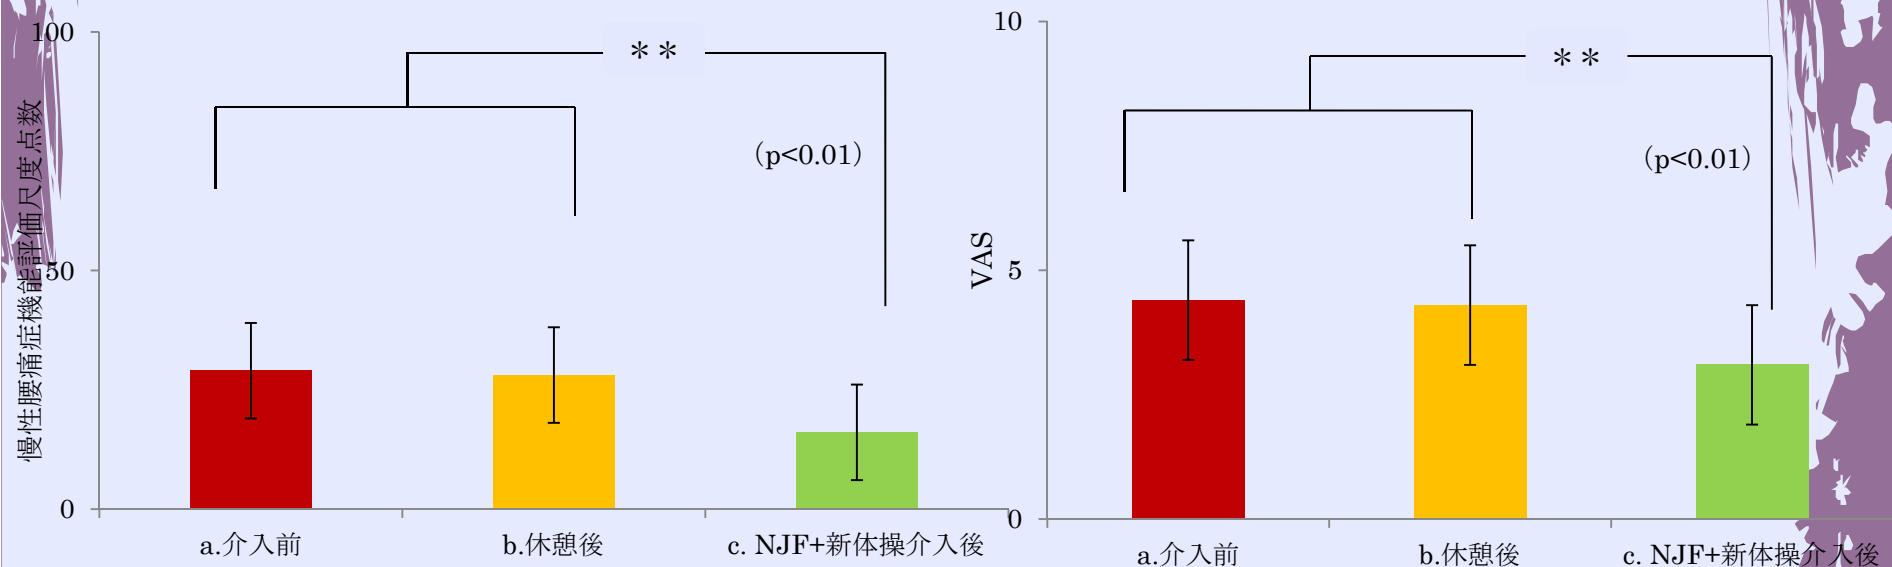 慢性腰痛症機能評価尺度点数
100
50
0
＊＊
（p<0.01）
a.介入前
b.休憩後
c. NJF+新体操介入後
VAS
10
5
0
＊＊
（p<0.01）
a.介入前
b.休憩後
c. NJF+新体操介入後